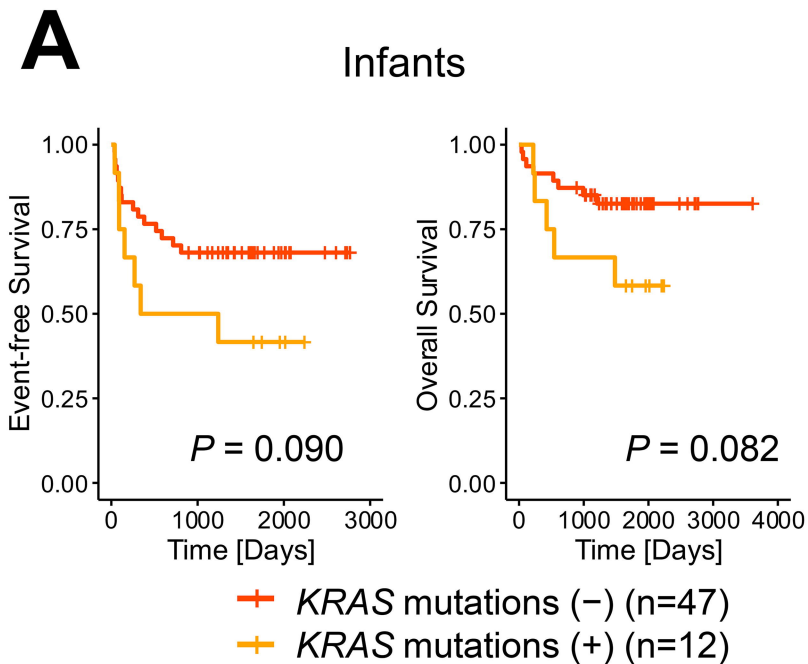 A
Infants
Event-free Survival
1.00
0.75
0.50
0.25
0.00
P = 0.090
0 1000 2000 3000
Time [Days]
Overall Survival
1.00
0.75
0.50
0.25
0.00
P = 0.082
0 1000 2000 3000 4000
Time [Days]
KRAS mutations (−) (n=47)
KRAS mutations (+) (n=12)